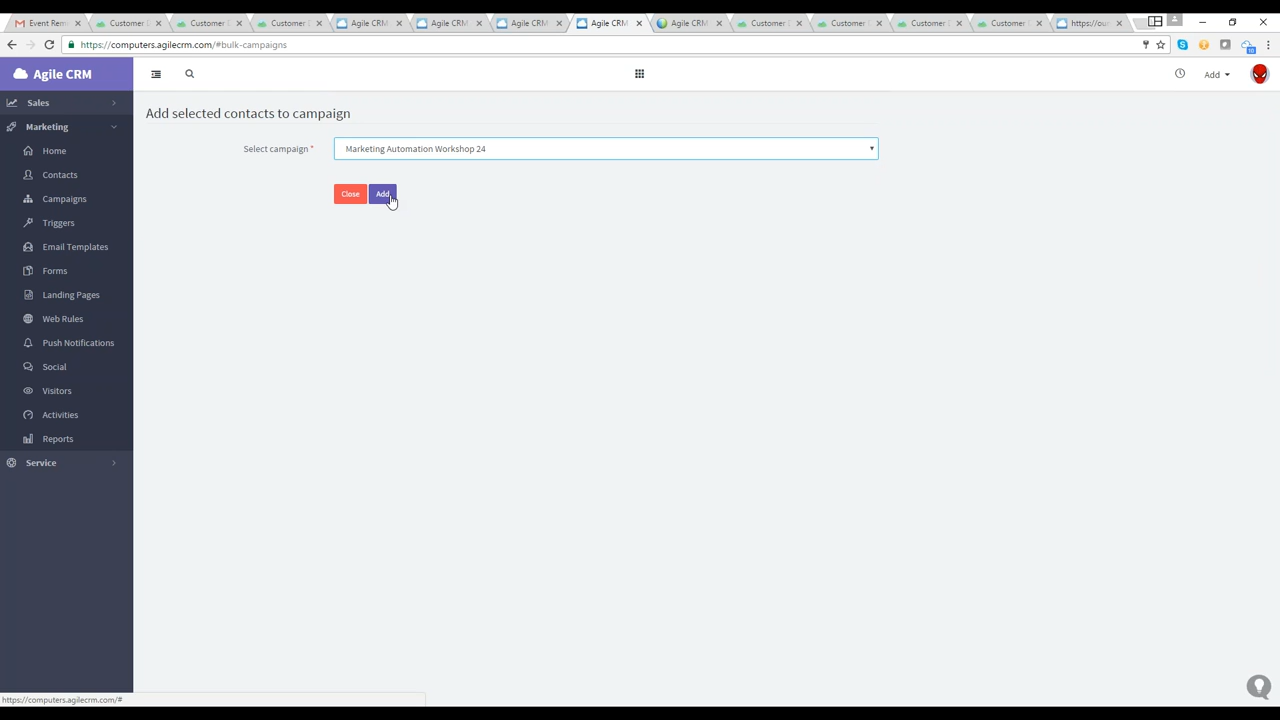 Event Rem
Customer
Customer
Customer
Agile CRM
Agile CRM
Agile CRM
Agile CRM
Agile CRM
Customer
Customer
Customer
Customer
https://ou
https://computers.agilecrm.com/#bulk-campaigns
Agile CRM
Add
Sales
Marketing
Home
Contacts
Campaigns
Triggers
Email Templates
Forms
Landing Pages
Web Rules
Push Notifications
Social
Visitors
Activities
Reports
Service
Add selected contacts to campaign
Select campaign *
Marketing Automation Workshop 24
Close Add
https://computers.agilecrm.com/#